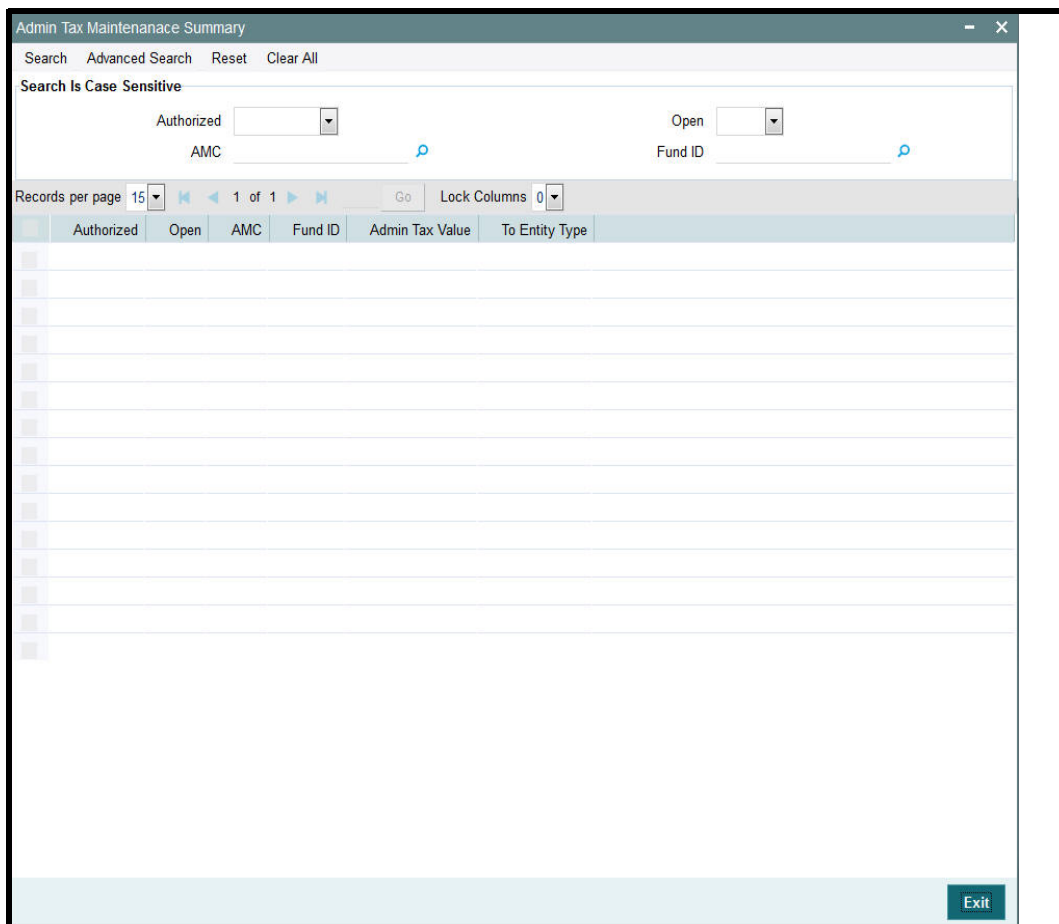 Admin Tax Maintenanace Summary
Search Advanced Search Reset Clear All
Search Is Case Sensitive
Authorized Open
AMC Fund ID
Records per page 15 1 of 1 Go Lock Columns 0
Authorized Open AMC Fund ID Admin Tax Value To Entity Type
Exit